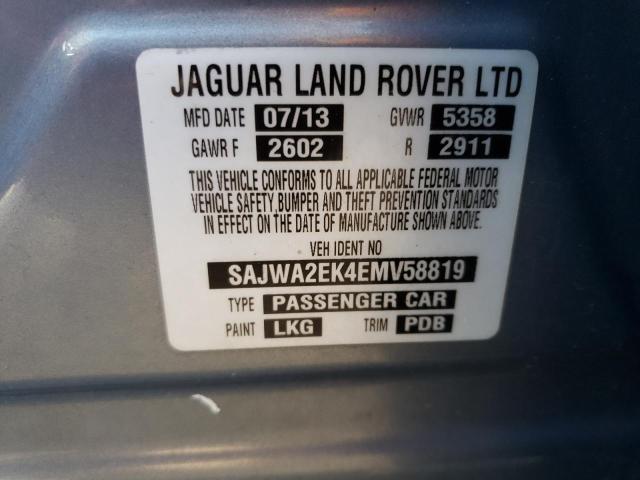 JAGUAR LAND ROVER LTD
MFD DATE 07/13 GVWR 5358
GAWR F 2602 R 2911
THIS VEHICLE CONFORMS TO ALL APPLICABLE FEDERAL MOTOR
VEHICLE SAFETY,BUMPER AND THEFT PREVENTION STANDARDS
IN EFFECT ON THE DATE OF MANUFACTURE SHOWN ABOVE.
VEH IDENT NO
SAJWA2EK4EMV58819
TYPE PASSENGER CAR
PAINT LKG TRIM PDB